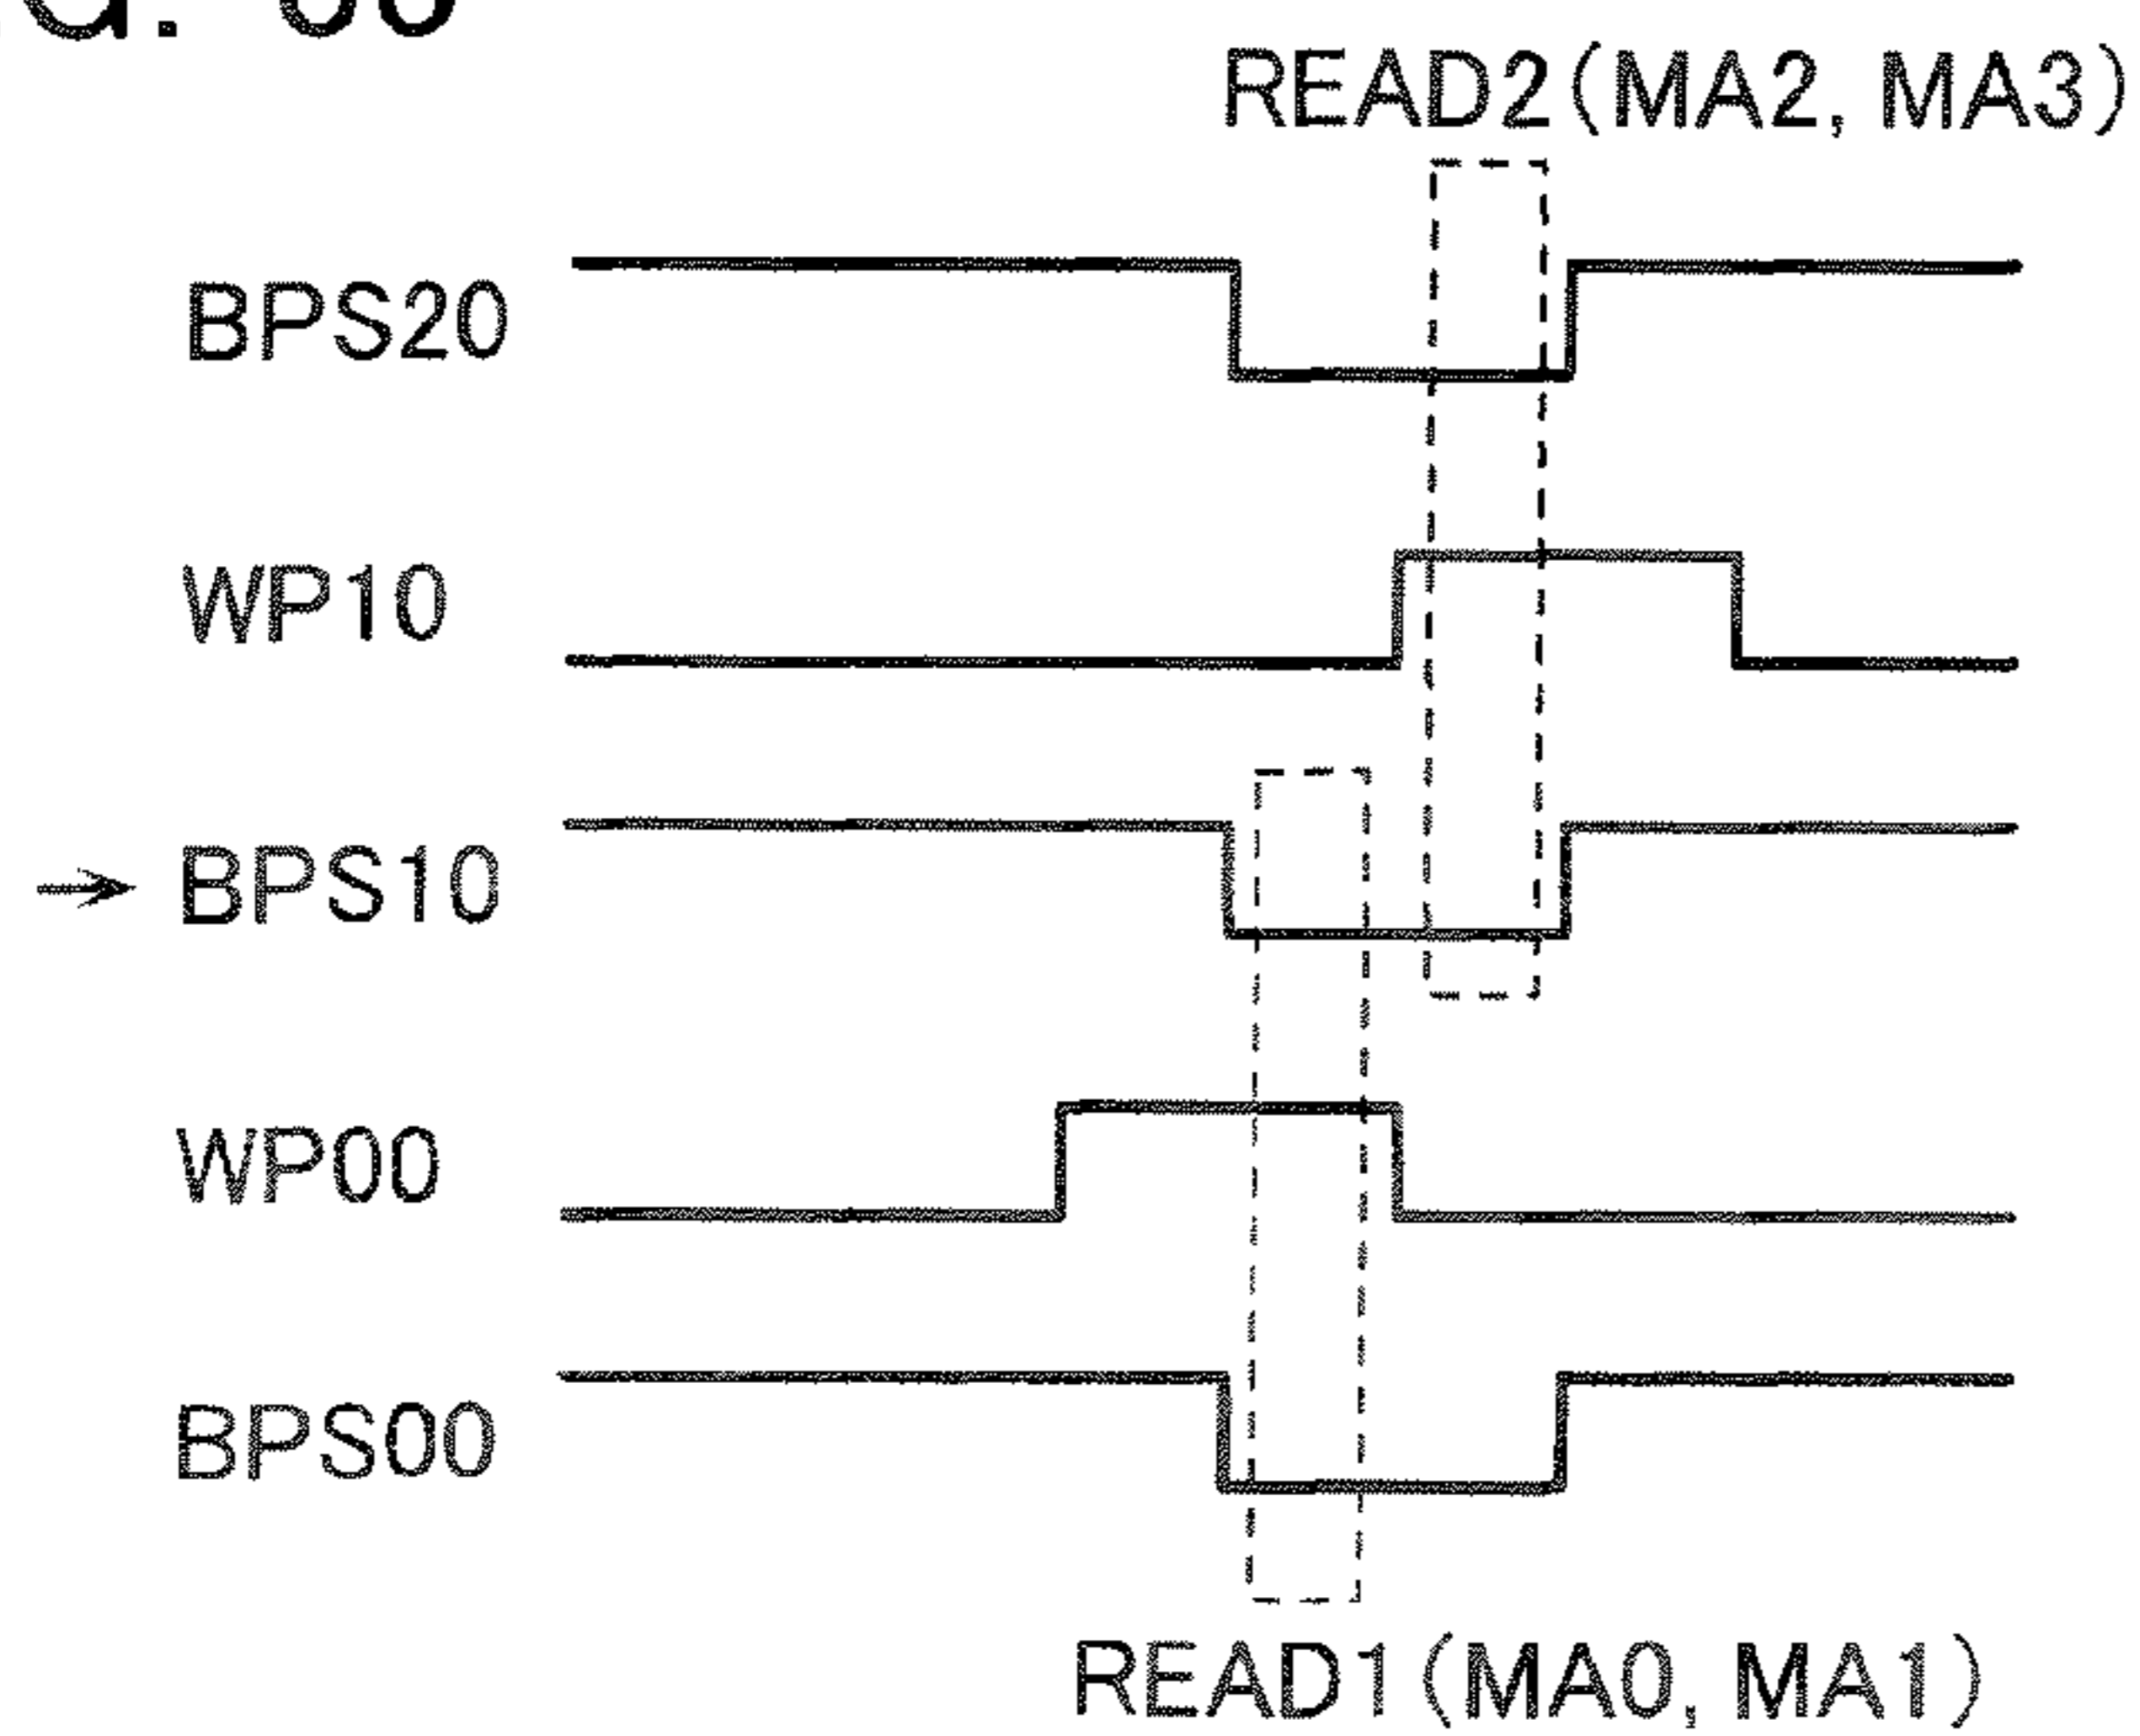 READ2(MA2, MA3)
BPS20
WP10
→ BPS10
WP00
BPS00
READ1(MA0, MA1)